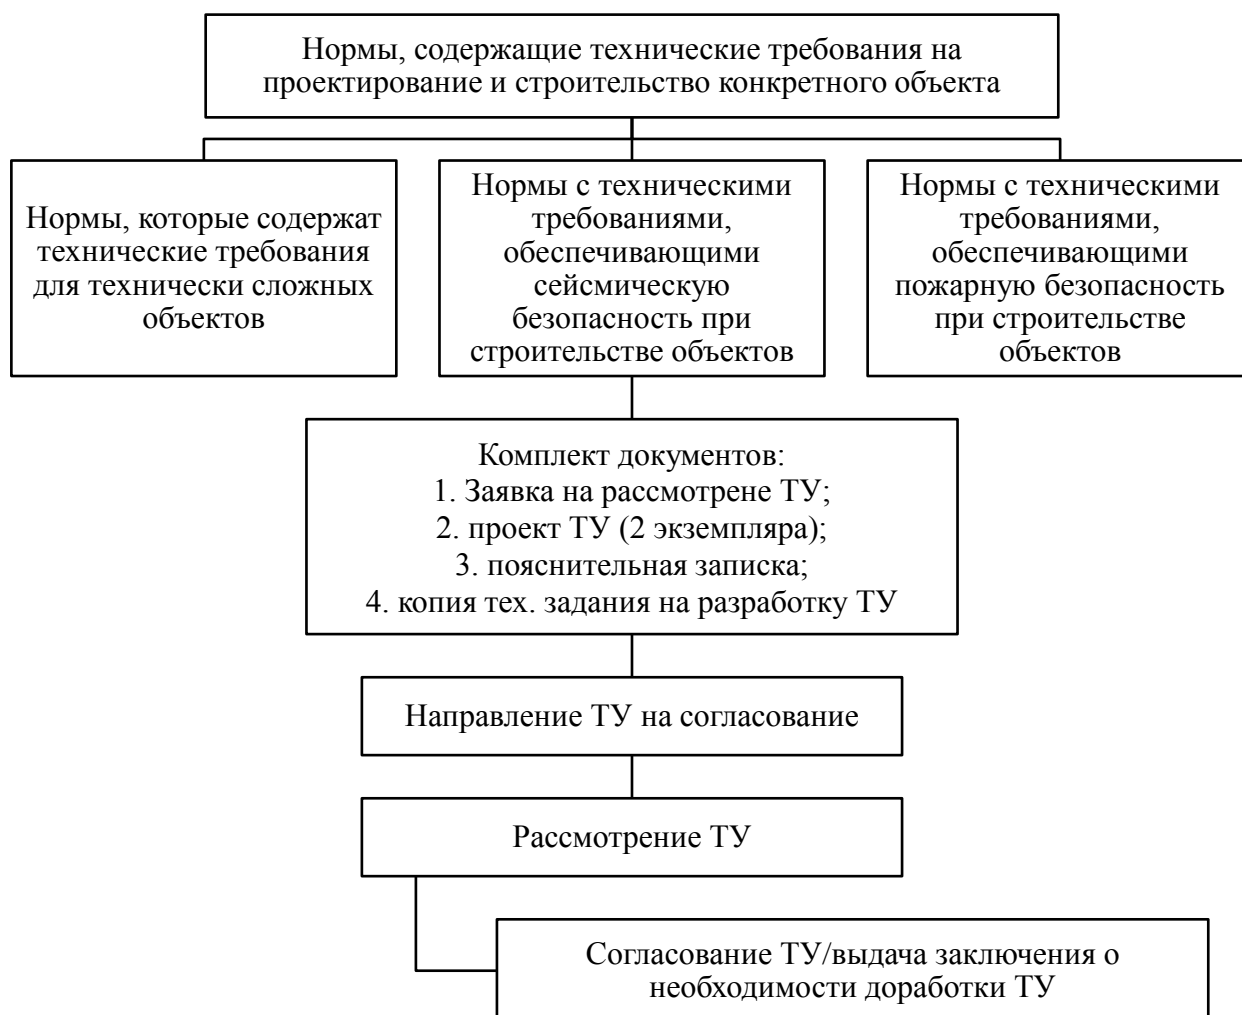 Нормы, содержащие технические требования на
проектирование и строительство конкретного объекта
Нормы, которые содержат
технические требования
для технически сложных
объектов
Нормы с техническими
требованиями,
обеспечивающими
сейсмическую
безопасность при
строительстве объектов
Нормы с техническими
требованиями,
обеспечивающими
пожарную безопасность
при строительстве
объектов
Комплект документов:
1. Заявка на рассмотрене ТУ;
2. проект ТУ (2 экземпляра);
3. пояснительная записка;
4. копия тех. задания на разработку ТУ
Направление ТУ на согласование
Рассмотрение ТУ
Согласование ТУ/выдача заключения о
необходимости доработки ТУ